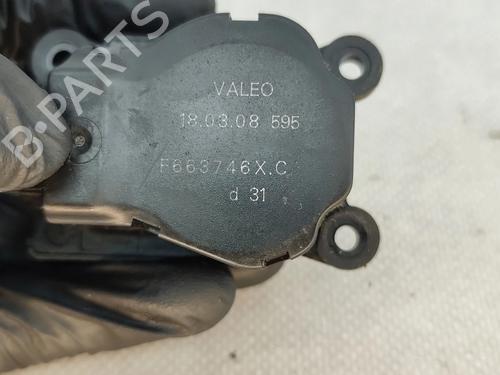 B-PARTS
VALEO
18.03.08 595
F663746X.C
d 31